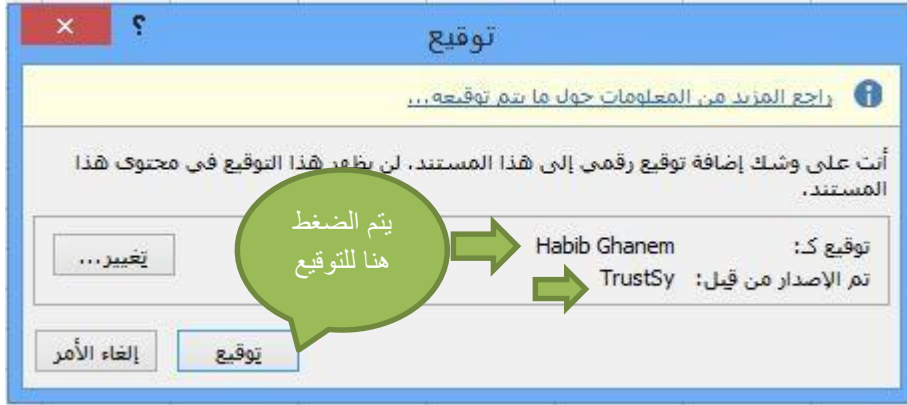 توقيع
؟
راجع المزيد من المعلومات حول ما يتم توقيعه...
أنت على وشك إضافة توقيع رقمي إلى هذا المستند. لن يظهر هذا التوقيع في محتوى هذا
المستند.
توقيع كـ: Habib Ghanem
تم الإصدار من قبل: TrustSy
تغيير...
يتم الضغط
هنا للتوقيع
توقيع
إلغاء الأمر